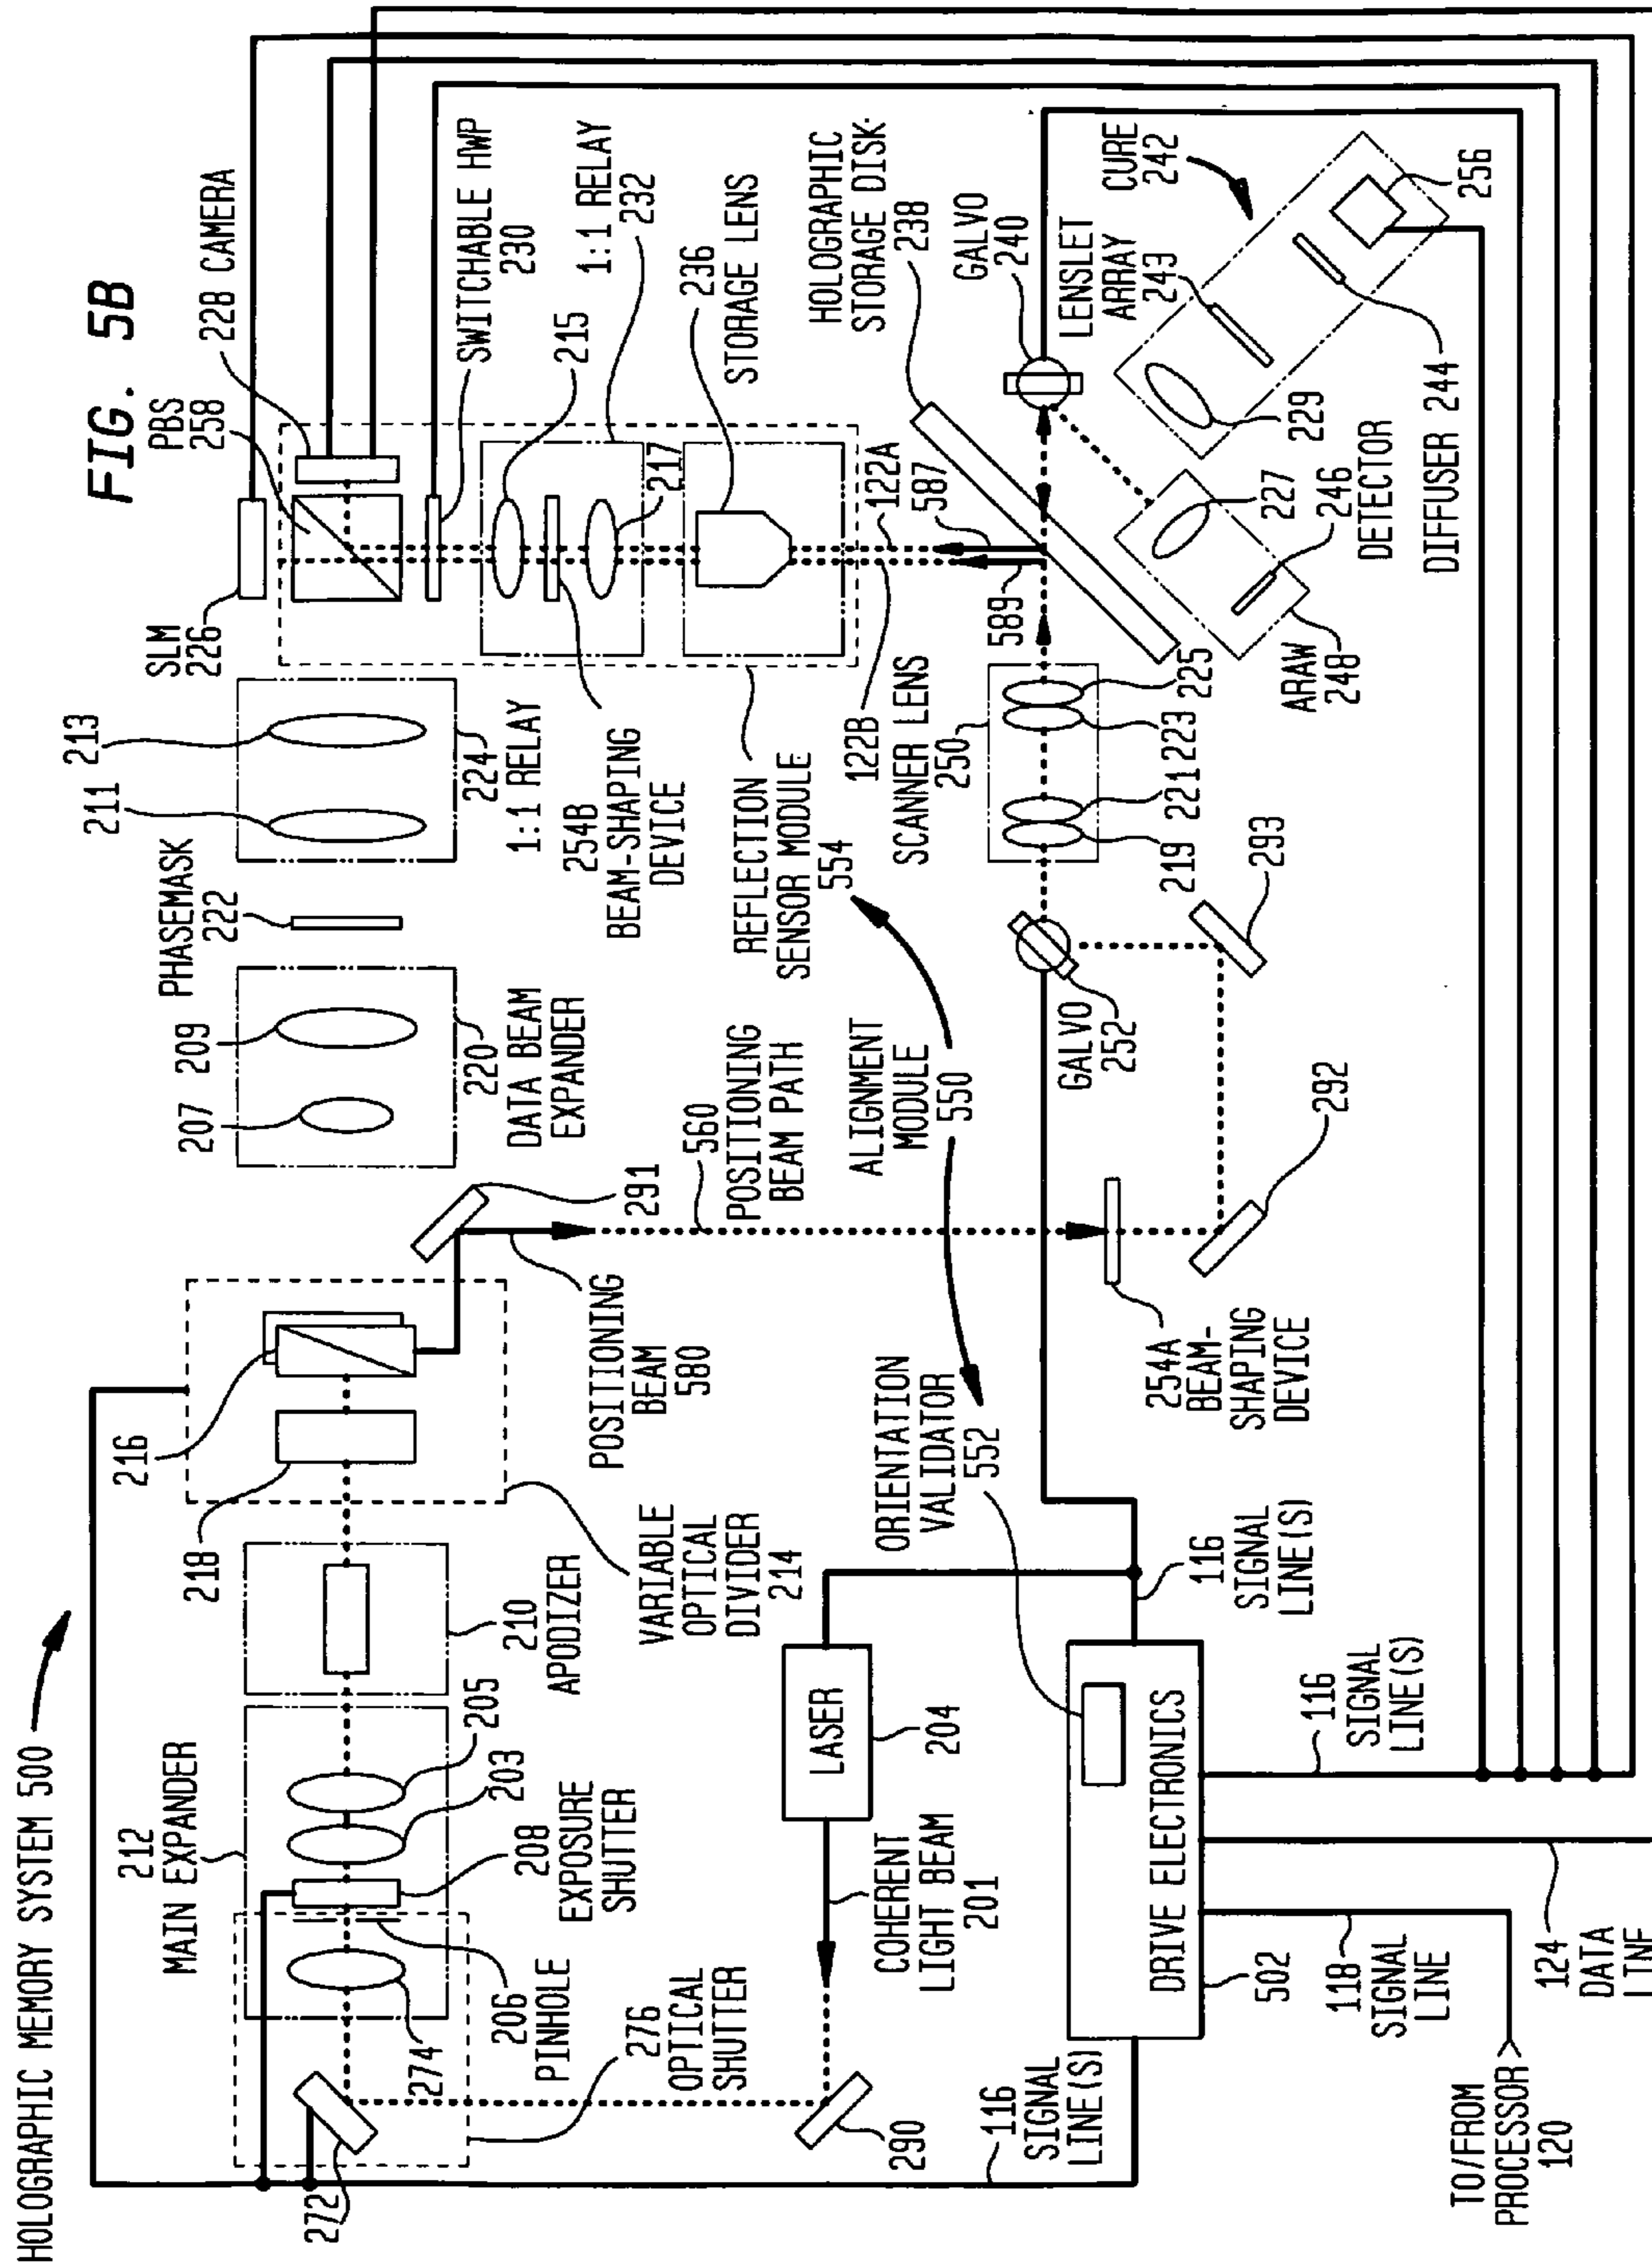 HOLOGRAPHIC MEMORY SYSTEM 500
FIG. 5B
212
MAIN EXPANDER
272
274
206
PINHOLE
208
EXPOSURE
SHUTTER
203
205
210
APODIZER
218
216
VARIABLE
OPTICAL
DIVIDER
214
276
OPTICAL
SHUTTER
POSITIONING
BEAM
580
291
207
209
220
DATA BEAM
EXPANDER
PHASEMASK
222
211
213
224
1:1 RELAY
SLM
226
PBS
258
228 CAMERA
SWITCHABLE HWP
230
215
1:1 RELAY
232
217
254B
BEAM-SHAPING
DEVICE
236
STORAGE LENS
REFLECTION
SENSOR MODULE
554
122B
122A
589
587
HOLOGRAPHIC
STORAGE DISK
238
560
POSITIONING
BEAM PATH
ALIGNMENT
MODULE
550
ORIENTATION
VALIDATOR
552
290
COHERENT
LIGHT BEAM
201
LASER
204
SCANNER LENS
250
219
221
223
225
GALVO
240
GALVO
252
LENSLET
ARRAY
243
CURE
242
256
229
227
246
DETECTOR
DIFFUSER 244
ARAW
248
254A
BEAM-
SHAPING
DEVICE
292
293
116
SIGNAL
LINE(S)
DRIVE ELECTRONICS
502
116
SIGNAL
LINE(S)
116
SIGNAL
LINE(S)
118
SIGNAL
LINE
124
DATA
LINE
TO/FROM
PROCESSOR
120